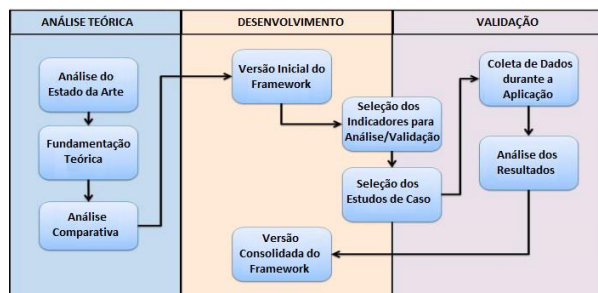 ANÁLISE TEÓRICA
DESENVOLVIMENTO
VALIDAÇÃO
Análise do
Estado da Arte
Fundamentação
Teórica
Análise
Comparativa
Versão Inicial do
Framework
Seleção dos
Indicadores para
Análise/Validação
Seleção dos
Estudos de Caso
Coleta de Dados
durante a
Aplicação
Análise dos
Resultados
Versão
Consolidada do
Framework